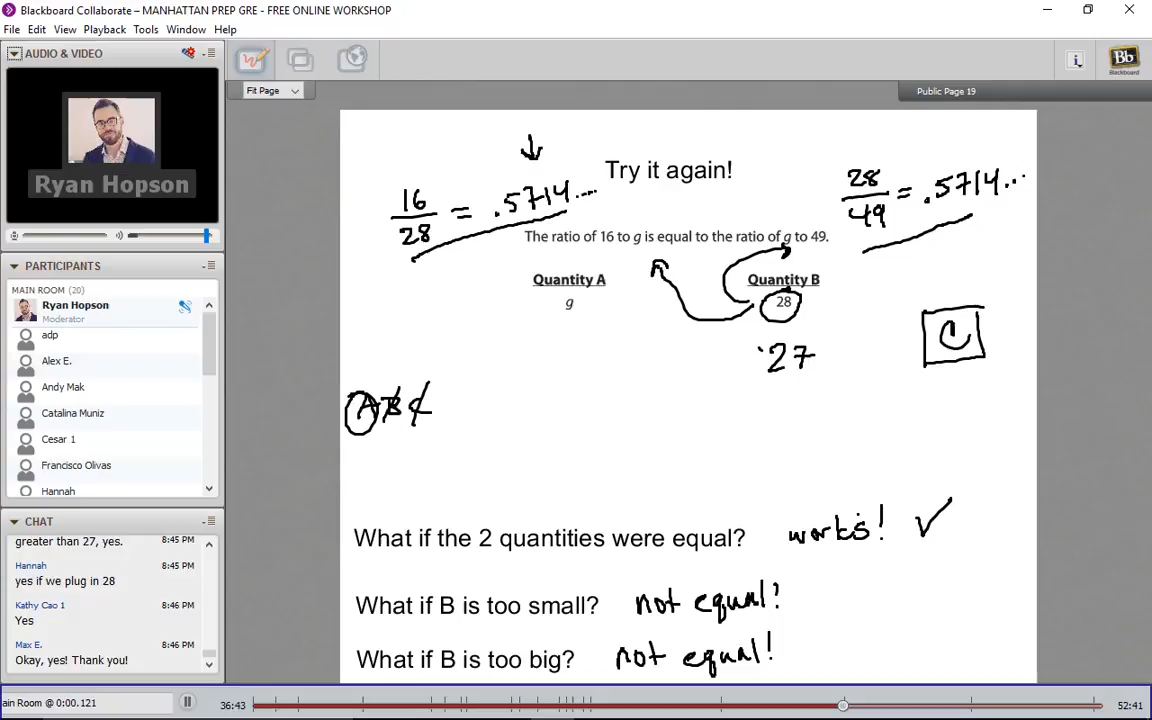 Blackboard Collaborate – MANHATTAN PREP GRE - FREE ONLINE WORKSHOP
File Edit View Playback Tools Window Help
AUDIO & VIDEO
Ryan Hopson
PARTICIPANTS
MAIN ROOM (20)
Ryan Hopson
Moderator
adp
Alex E.
Andy Mak
Catalina Muniz
Cesar 1
Francisco Olivas
Hannah
CHAT
greater than 27, yes. 8:45 PM
Hannah 8:45 PM
yes if we plug in 28
Kathy Cao 1 8:46 PM
Yes
Max E. 8:46 PM
Okay, yes! Thank you!
ain Room @ 0:00.121
36:43
52:41
Fit Page
Public Page 19
i
Bb
Blackboard
Try it again!
16/28 = .5714...
28/49 = .5714...
The ratio of 16 to g is equal to the ratio of g to 49.
Quantity A Quantity B
g 28
27
C
A B C
What if the 2 quantities were equal? works!
What if B is too small? not equal!
What if B is too big? not equal!